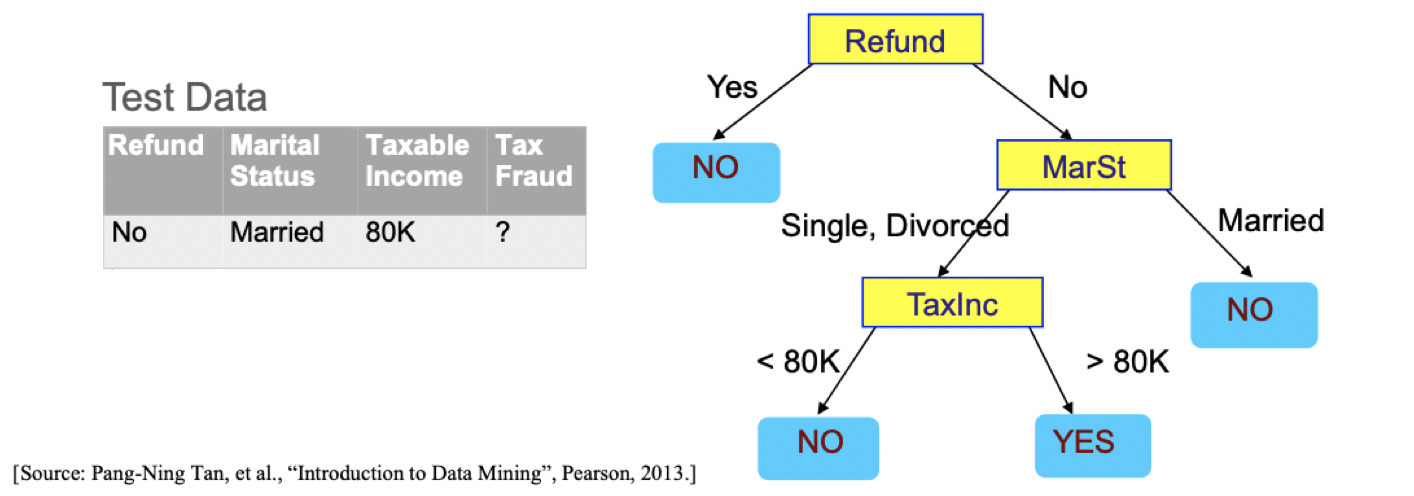 Test Data
Refund Marital Status Taxable Income Tax Fraud
No Married 80K ?
Refund
Yes No
NO
MarSt
Single, Divorced Married
TaxInc
NO
< 80K > 80K
NO YES
[Source: Pang-Ning Tan, et al., “Introduction to Data Mining”, Pearson, 2013.]